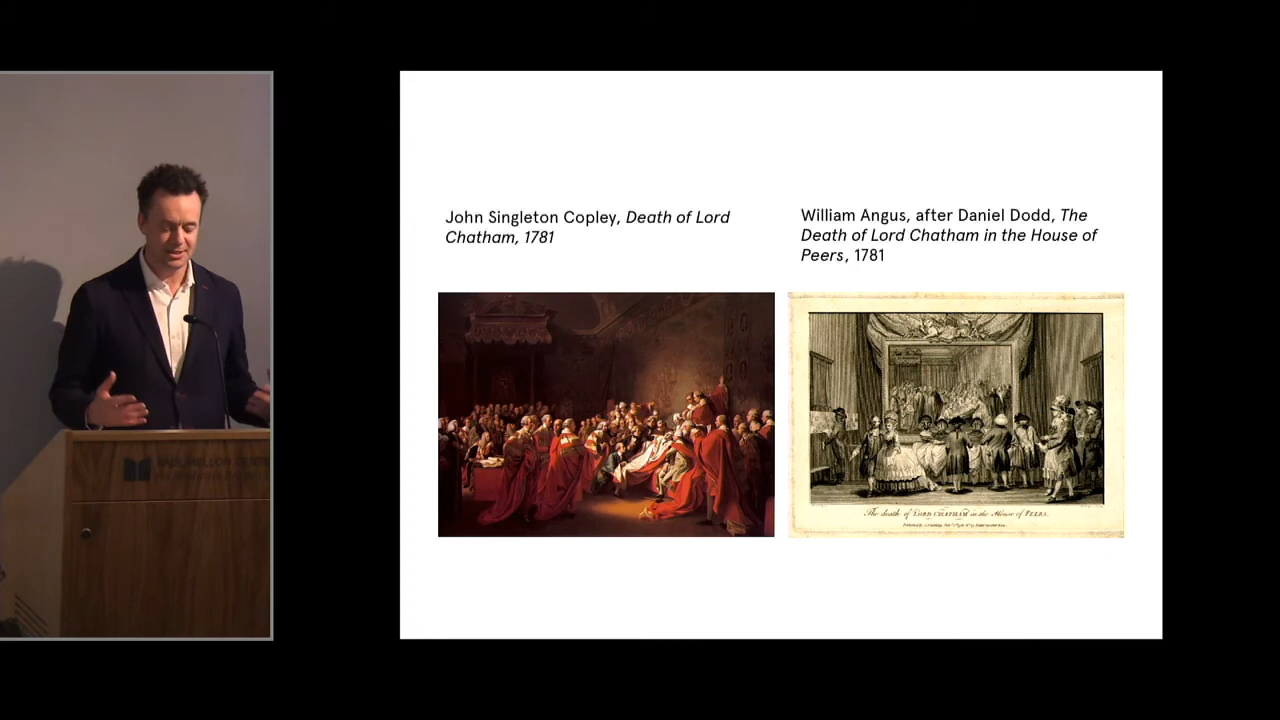 John Singleton Copley, Death of Lord
Chatham, 1781
William Angus, after Daniel Dodd, The
Death of Lord Chatham in the House of
Peers, 1781
The death of LORD CHATHAM in the House of PEERS.